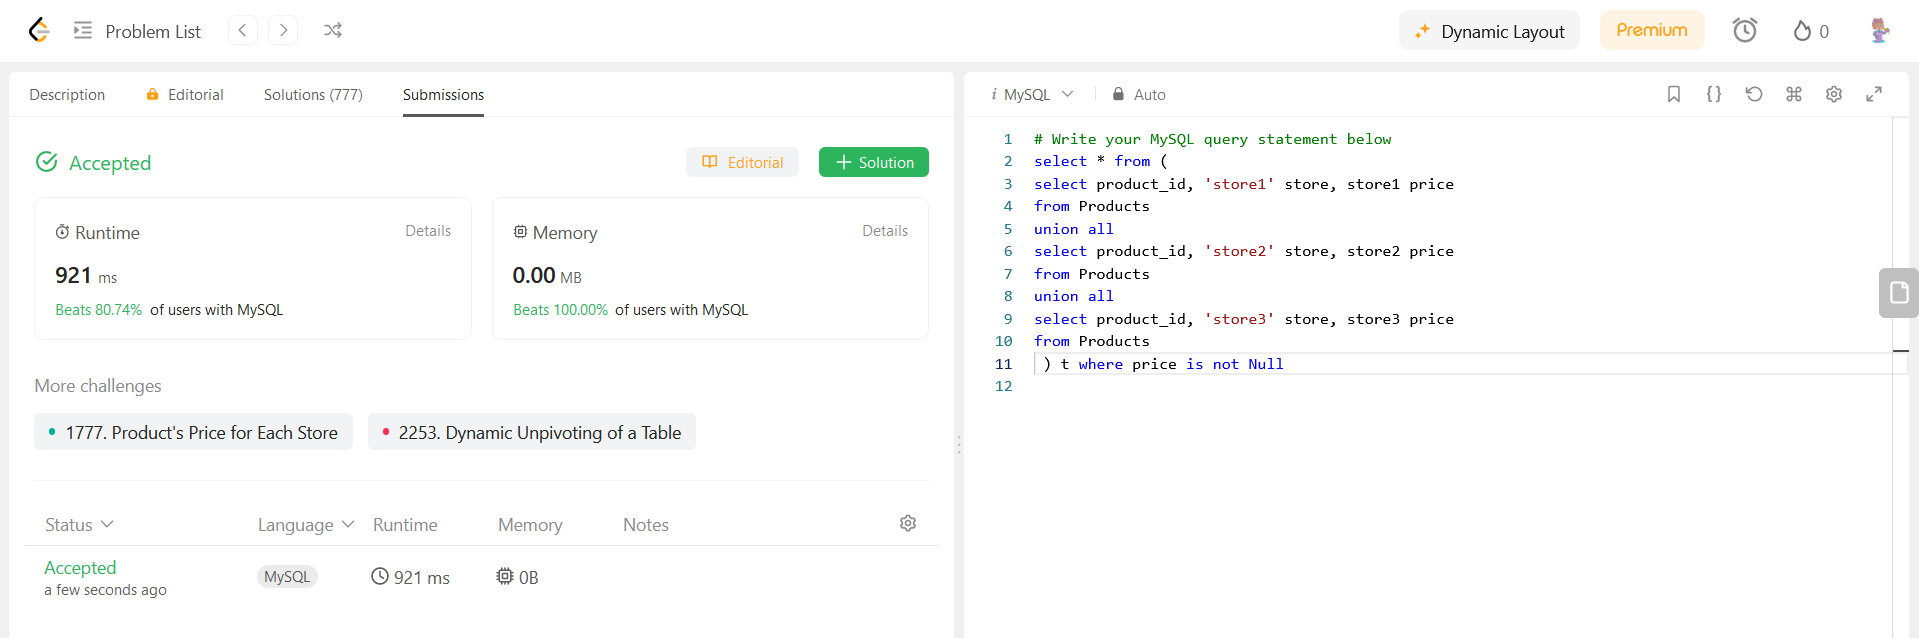 Problem List
Dynamic Layout
Premium
0
Description
Editorial
Solutions (777)
Submissions
Accepted
Editorial
Solution
Runtime
Details
921 ms
Beats 80.74% of users with MySQL
Memory
Details
0.00 MB
Beats 100.00% of users with MySQL
More challenges
1777. Product's Price for Each Store
2253. Dynamic Unpivoting of a Table
Status
Language
Runtime
Memory
Notes
Accepted
a few seconds ago
MySQL
921 ms
0B
i MySQL
Auto
1 # Write your MySQL query statement below
2 select * from (
3 select product_id, 'store1' store, store1 price
4 from Products
5 union all
6 select product_id, 'store2' store, store2 price
7 from Products
8 union all
9 select product_id, 'store3' store, store3 price
10 from Products
11 ) t where price is not Null
12